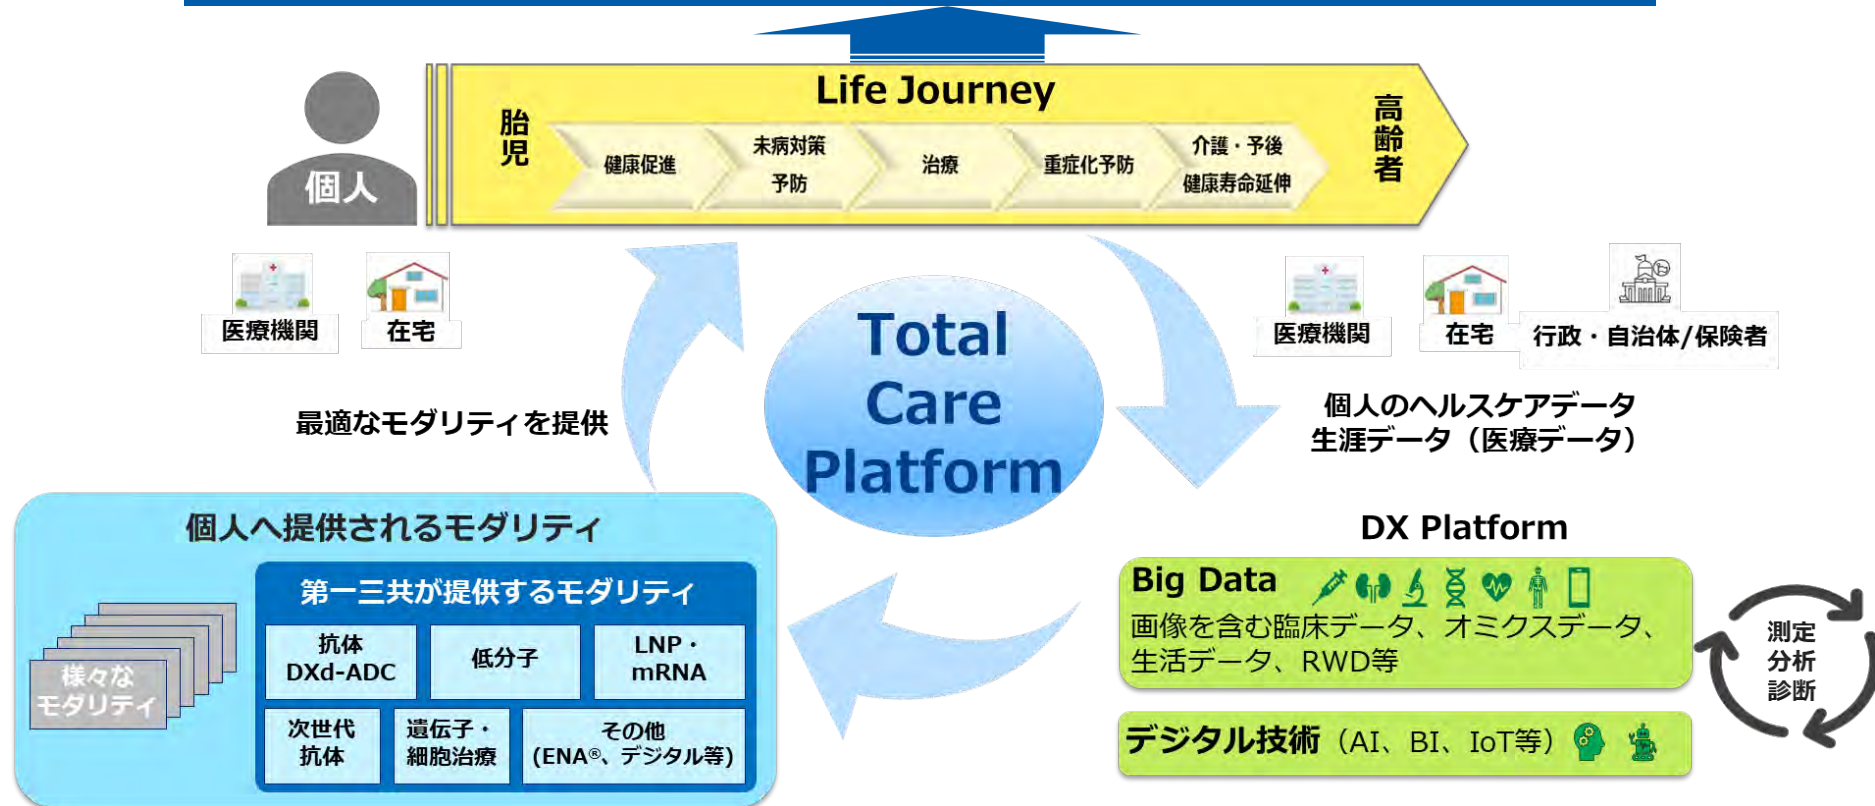 Life Journey
個人
胎児
健康促進
未病対策
予防
治療
重症化予防
介護・予後
健康寿命延伸
高齢者
医療機関
在宅
最適なモダリティを提供
Total
Care
Platform
医療機関
在宅
行政・自治体/保険者
個人のヘルスケアデータ
生涯データ（医療データ）
個人へ提供されるモダリティ
様々な
モダリティ
第一三共が提供するモダリティ
抗体
DXd-ADC
低分子
LNP・
mRNA
次世代
抗体
遺伝子・
細胞治療
その他
(ENA®、デジタル等)
DX Platform
Big Data
画像を含む臨床データ、オミクスデータ、
生活データ、RWD等
デジタル技術（AI、BI、IoT等）
測定
分析
診断